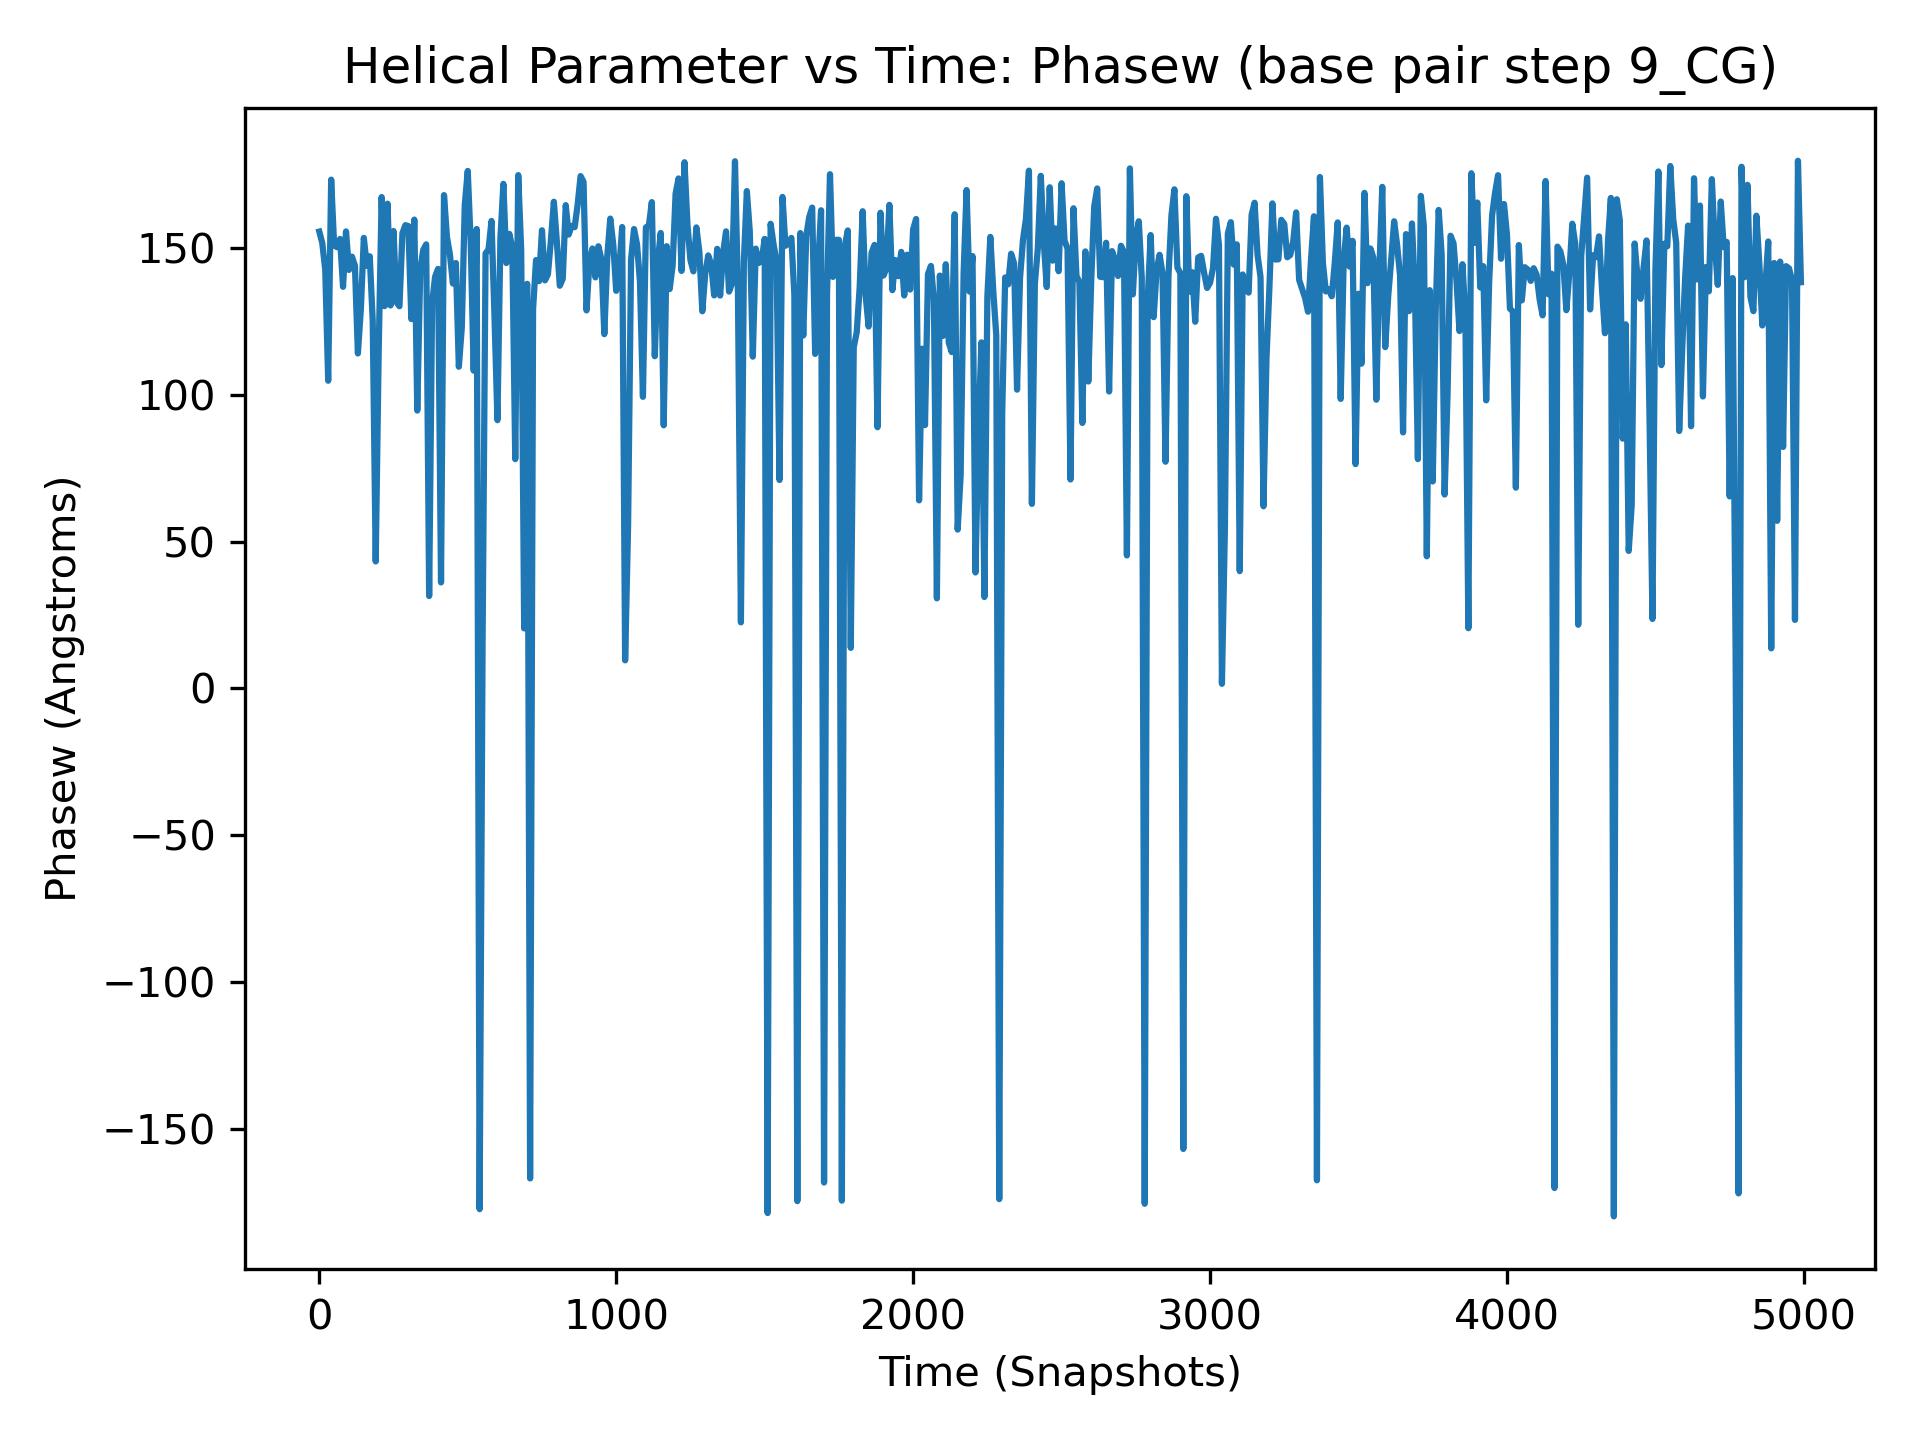 Helical Parameter vs Time: Phasew (base pair step 9_CG)
Phasew (Angstroms)
150
100
50
0
−50
−100
−150
0 1000 2000 3000 4000 5000
Time (Snapshots)